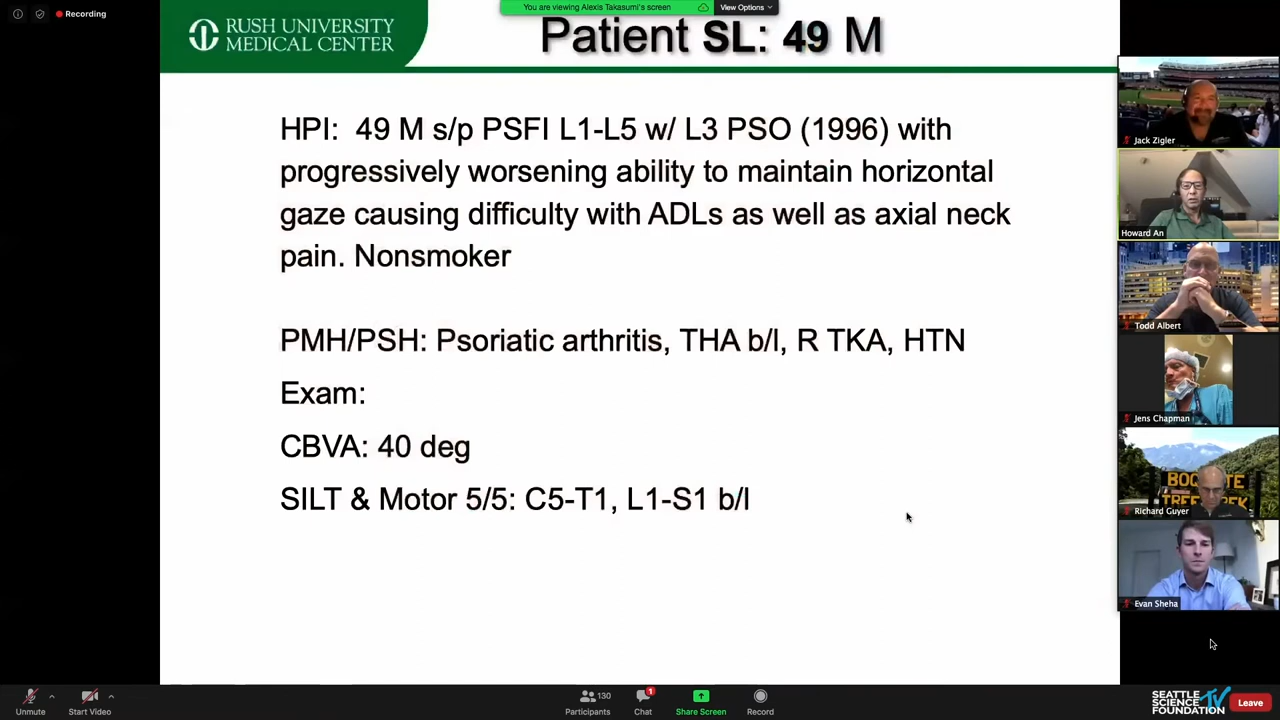 Recording
You are viewing Alexis Takasumi's screen
View Options
RUSH UNIVERSITY
MEDICAL CENTER
Patient SL: 49 M
HPI: 49 M s/p PSFI L1-L5 w/ L3 PSO (1996) with
progressively worsening ability to maintain horizontal
gaze causing difficulty with ADLs as well as axial neck
pain. Nonsmoker
PMH/PSH: Psoriatic arthritis, THA b/l, R TKA, HTN
Exam:
CBVA: 40 deg
SILT & Motor 5/5: C5-T1, L1-S1 b/l
Jack Zigler
Howard An
Todd Albert
Jens Chapman
Richard Guyer
Evan Sheha
Unmute
Start Video
130
Participants
1
Chat
Share Screen
Record
SEATTLE
SCIENCE
FOUNDATION
TV
Leave